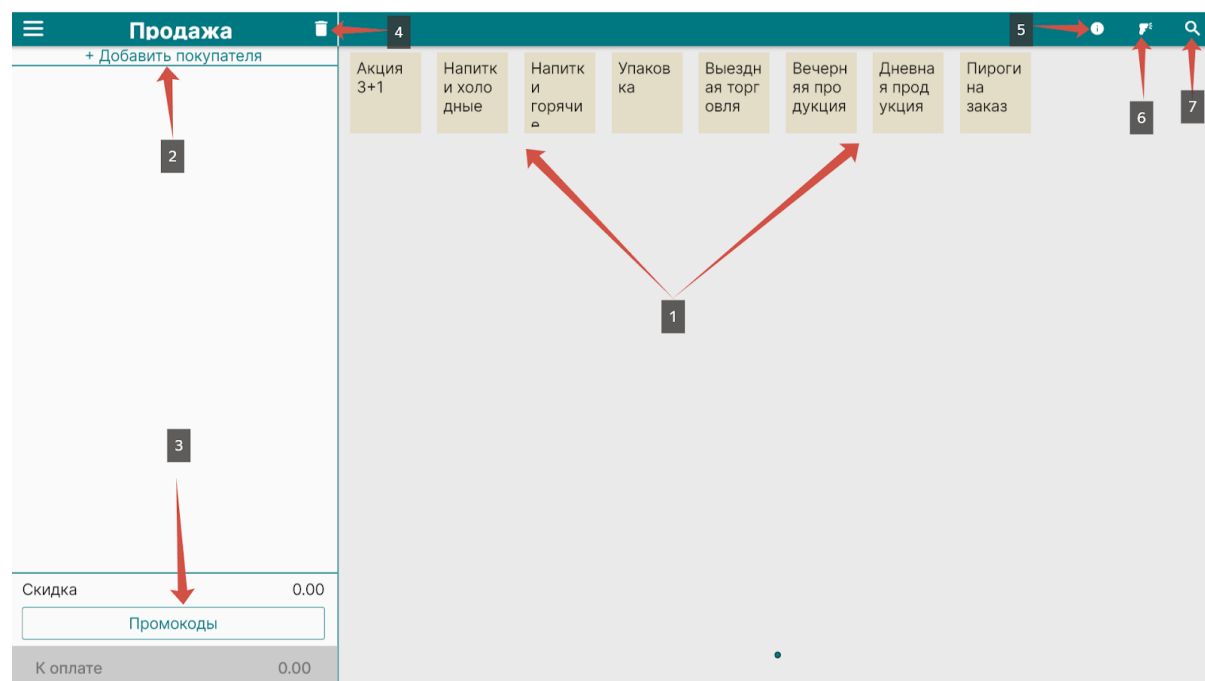 Продажа
4
5
+ Добавить покупателя
Акция
3+1
Напитк
и холо
дные
Напитк
и
горячи
е
Упаков
ка
Выездн
ая торг
овля
Вечерн
яя про
дукция
Дневна
я прод
укция
Пироги
на
заказ
6
7
2
1
3
Скидка 0.00
Промокоды
К оплате 0.00